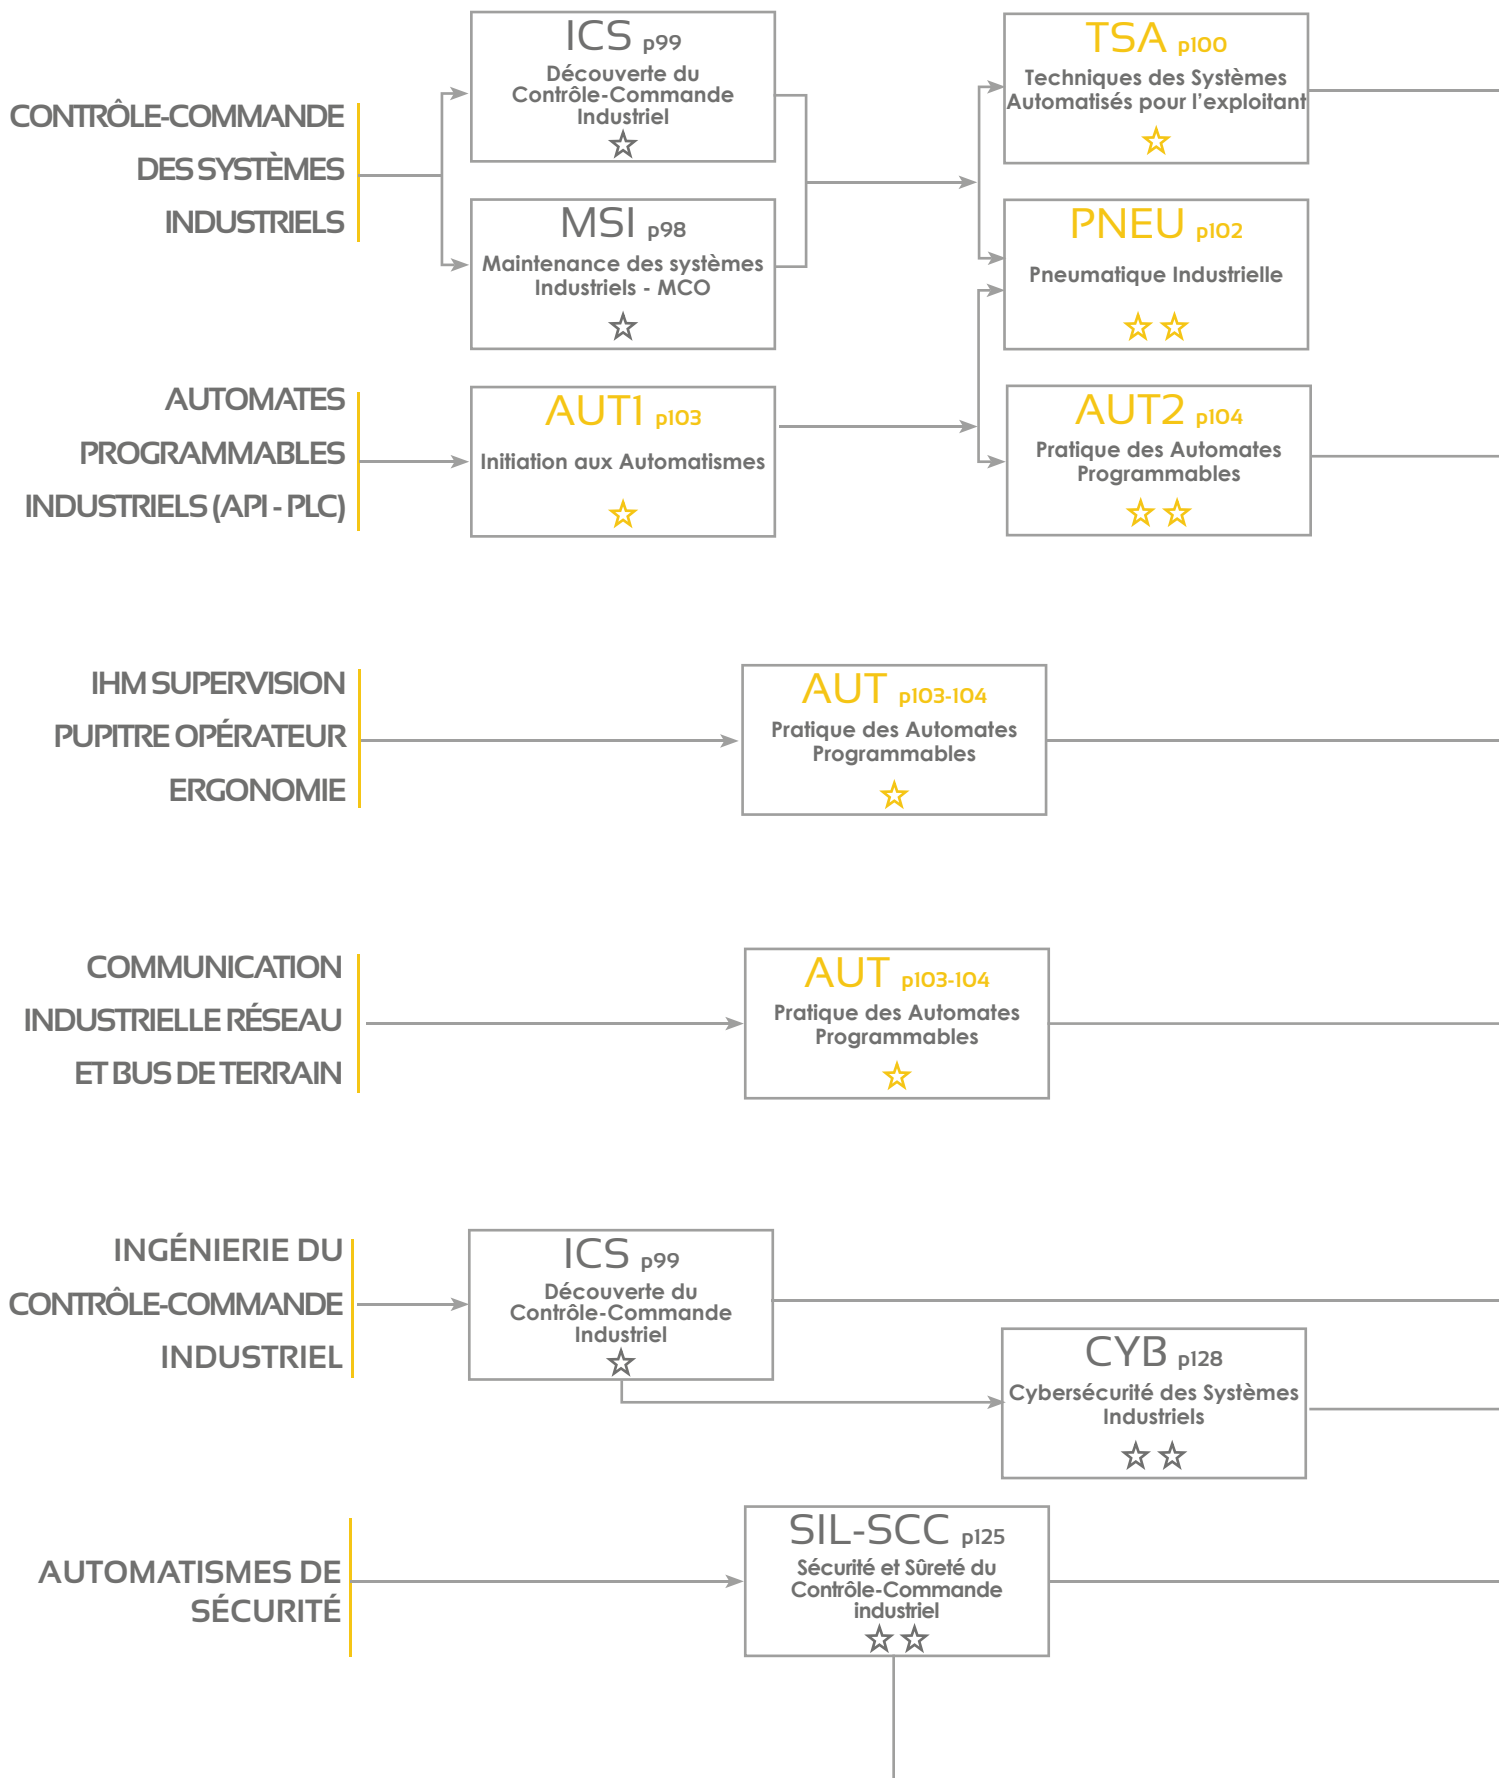 CONTRÔLE-COMMANDE
DES SYSTÈMES
INDUSTRIELS
ICS p99
Découverte du
Contrôle-Commande
Industriel
MSI p98
Maintenance des systèmes
Industriels - MCO
TSA p100
Techniques des Systèmes
Automatisés pour l'exploitant
PNEU p102
Pneumatique Industrielle
AUTOMATES
PROGRAMMABLES
INDUSTRIELS (API - PLC)
AUT1 p103
Initiation aux Automatismes
AUT2 p104
Pratique des Automates
Programmables
IHM SUPERVISION
PUPITRE OPÉRATEUR
ERGONOMIE
AUT p103-104
Pratique des Automates
Programmables
COMMUNICATION
INDUSTRIELLE RÉSEAU
ET BUS DE TERRAIN
AUT p103-104
Pratique des Automates
Programmables
INGÉNIERIE DU
CONTRÔLE-COMMANDE
INDUSTRIEL
ICS p99
Découverte du
Contrôle-Commande
Industriel
CYB p128
Cybersécurité des Systèmes
Industriels
AUTOMATISMES DE
SÉCURITÉ
SIL-SCC p125
Sécurité et Sûreté du
Contrôle-Commande
industriel